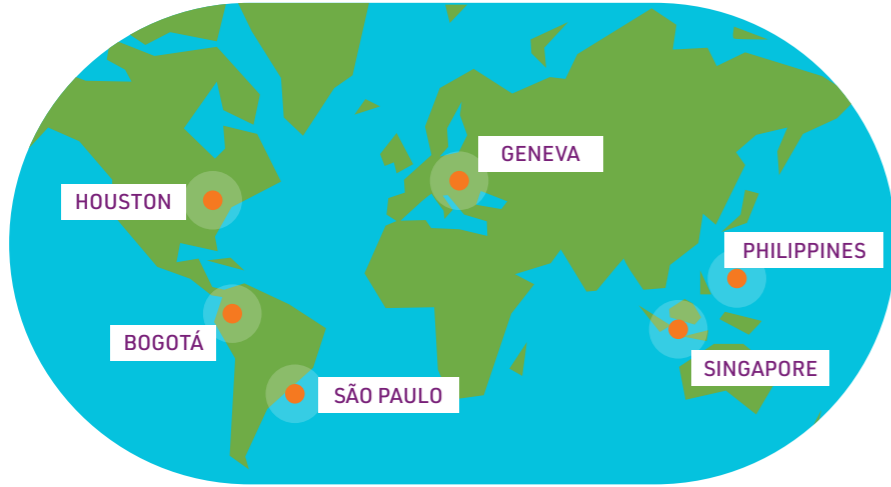 GENEVA
HOUSTON
PHILIPPINES
BOGOTÁ
SINGAPORE
SÃO PAULO